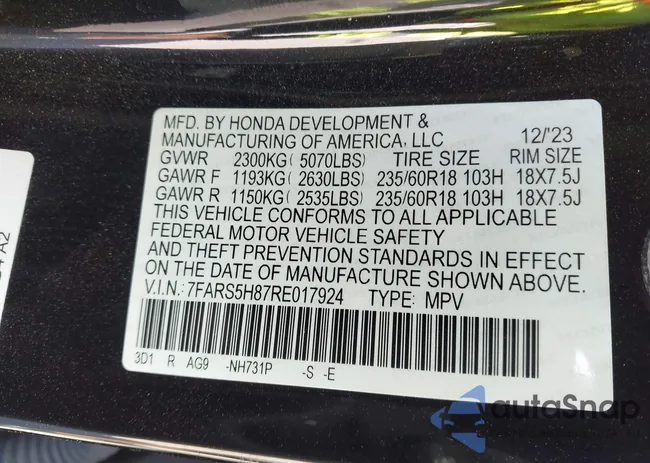 MFD. BY HONDA DEVELOPMENT &
MANUFACTURING OF AMERICA, LLC 12/'23
GVWR 2300KG( 5070LBS) TIRE SIZE RIM SIZE
GAWR F 1193KG( 2630LBS) 235/60R18 103H 18X7.5J
GAWR R 1150KG( 2535LBS) 235/60R18 103H 18X7.5J
THIS VEHICLE CONFORMS TO ALL APPLICABLE
FEDERAL MOTOR VEHICLE SAFETY
AND THEFT PREVENTION STANDARDS IN EFFECT
ON THE DATE OF MANUFACTURE SHOWN ABOVE.
V.I.N.: 7FARS5H87RE017924 TYPE: MPV
3D1 R AG9 -NH731P -S -E
autoSnap